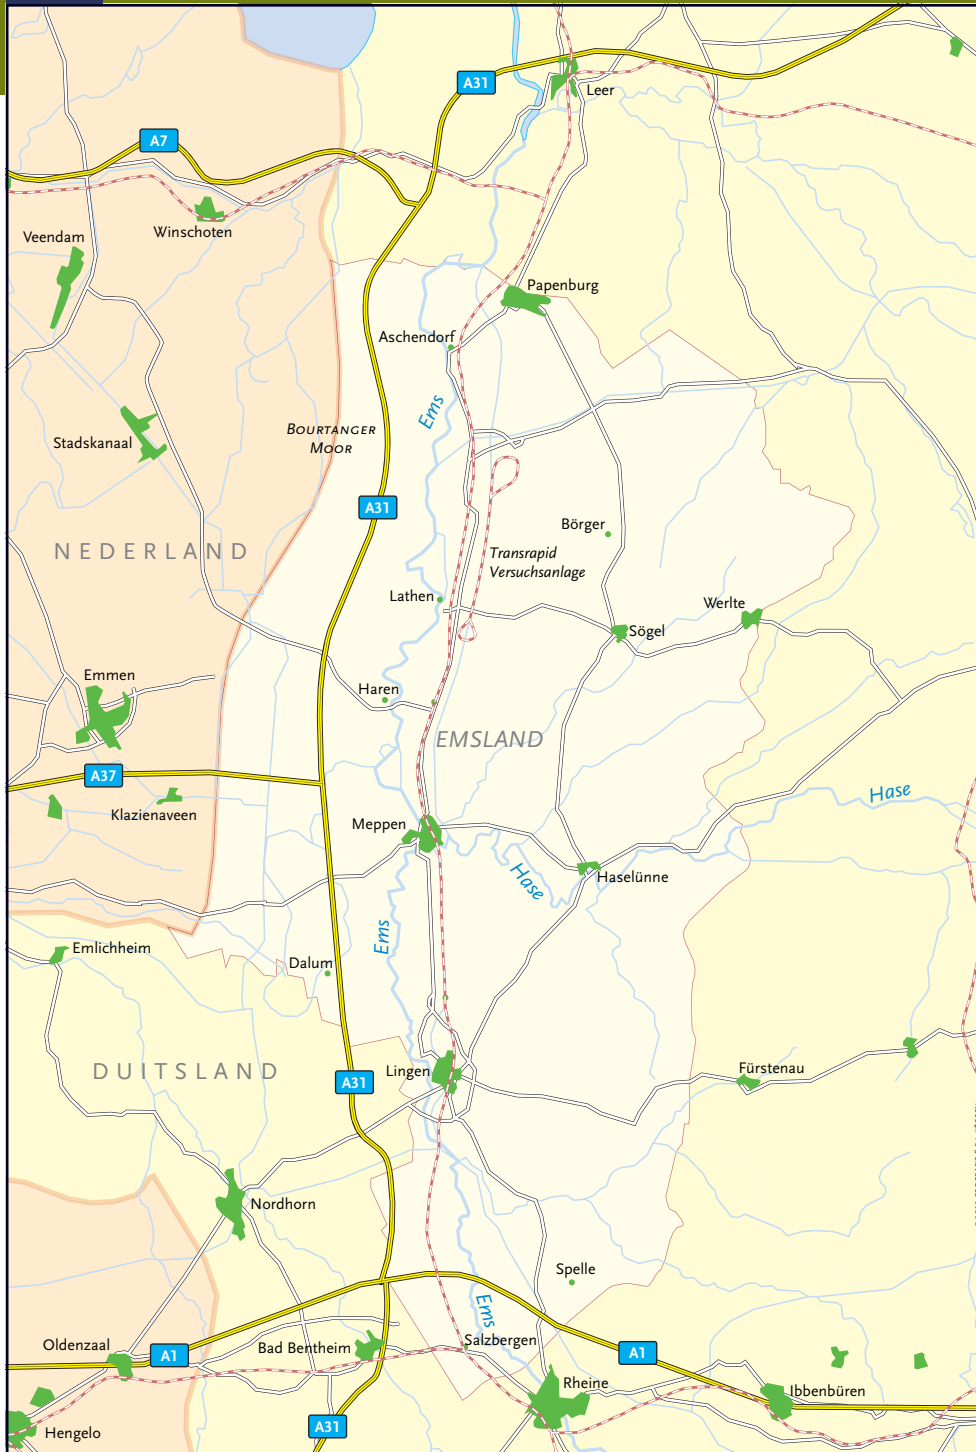 A31
Leer
A7
Winschoten
Veendam
Papenburg
Aschendorf
Ems
BOURTANGER
MOOR
Stadskanaal
A31
Börger
NEDERLAND
Transrapid
Versuchsanlage
Lathen
Werlte
Sögel
Emmen
Haren
EMSLAND
A37
Hase
Klazienaveen
Meppen
Hase
Haselünne
Ems
Emlichheim
Dalum
DUITSLAND
Lingen
Fürstenau
A31
Nordhorn
Spelle
Ems
Oldenzaal
A1
Bad Bentheim
Salzbergen
A1
Rheine
Ibbenbüren
A31
Hengelo